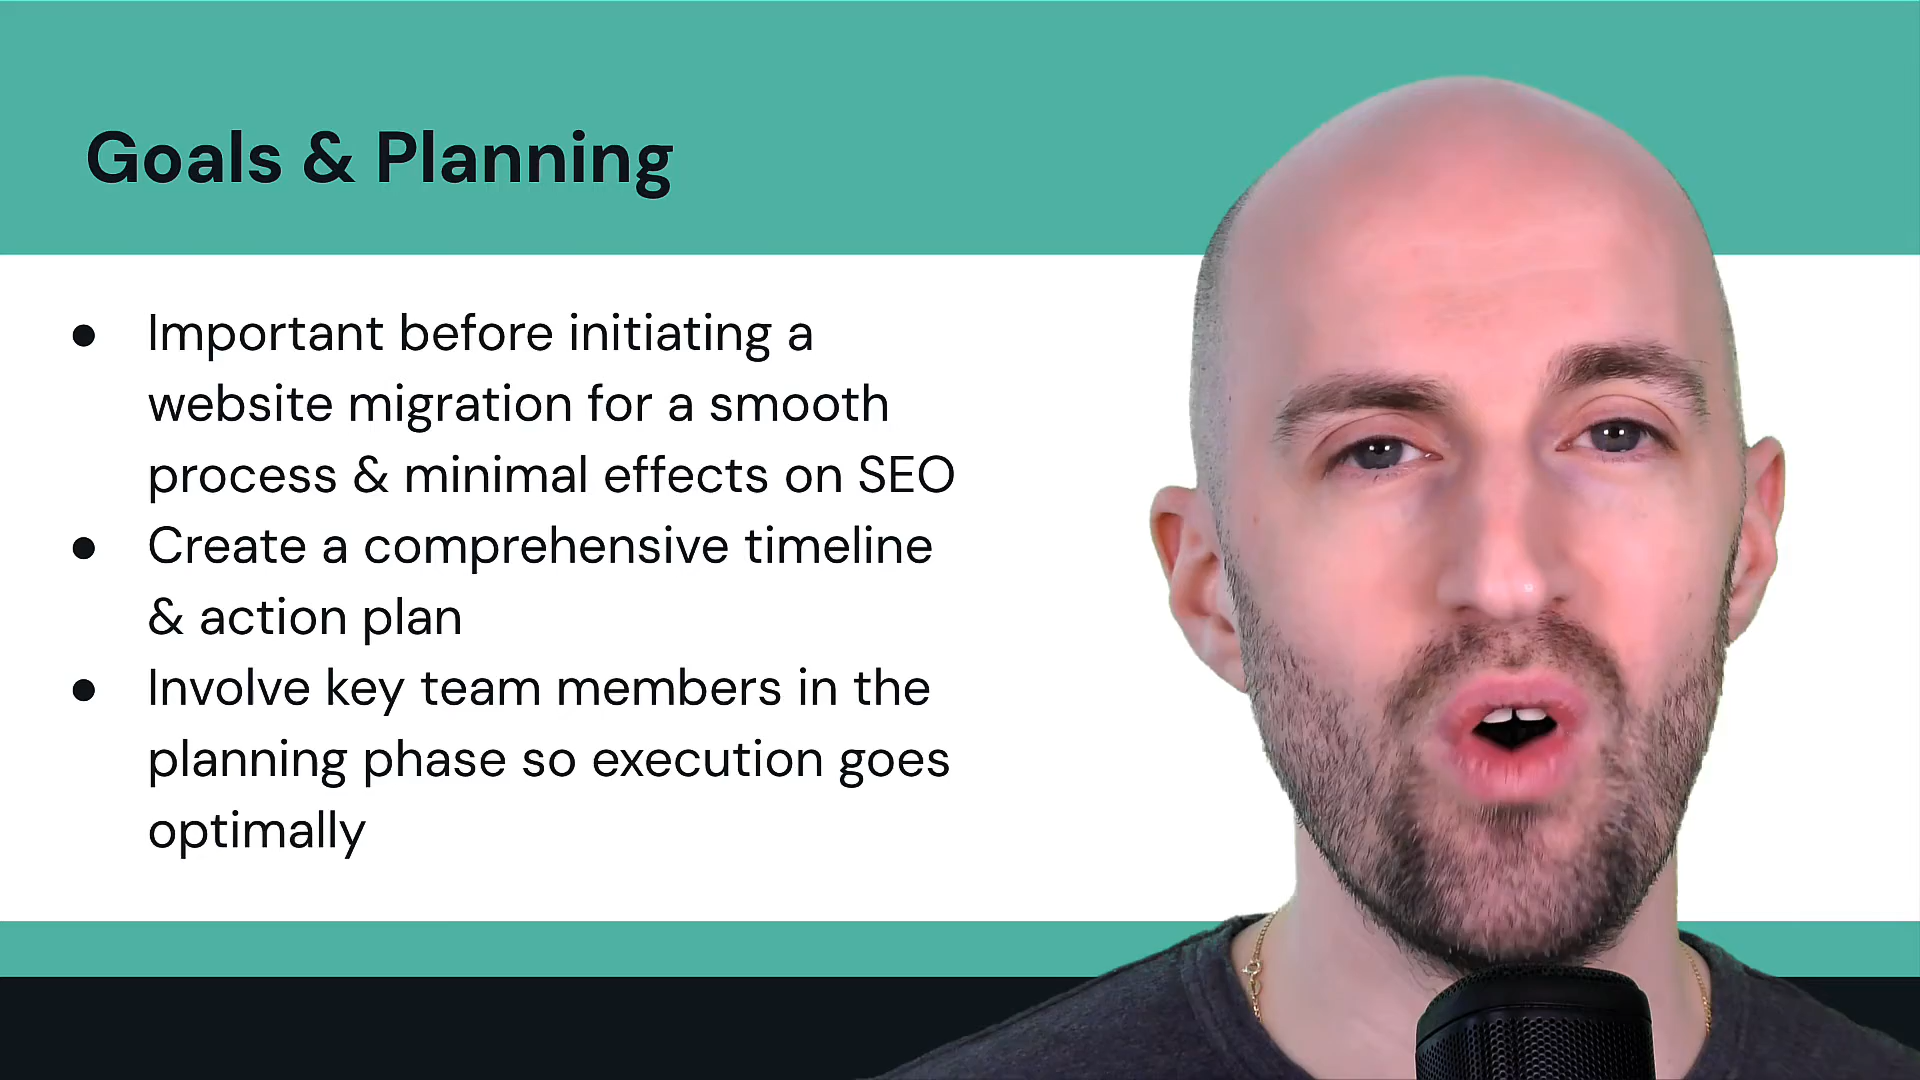 Goals & Planning
● Important before initiating a
website migration for a smooth
process & minimal effects on SEO
● Create a comprehensive timeline
& action plan
● Involve key team members in the
planning phase so execution goes
optimally